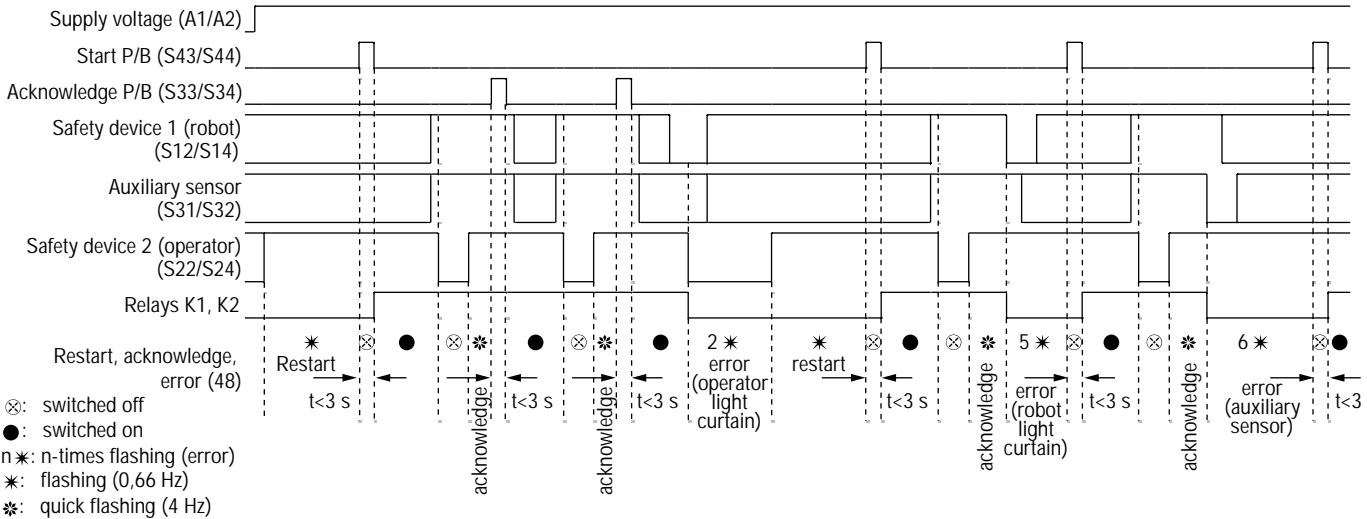 Supply voltage (A1/A2)
Start P/B (S43/S44)
Acknowledge P/B (S33/S34)
Safety device 1 (robot)
(S12/S14)
Auxiliary sensor
(S31/S32)
Safety device 2 (operator)
(S22/S24)
Relays K1, K2
Restart, acknowledge,
error (48)
Restart
t<3 s
acknowledge
t<3 s
acknowledge
t<3 s
2
error
(operator
light
curtain)
restart
t<3 s
acknowledge
5
error
(robot
light
curtain)
t<3 s
acknowledge
6
error
(auxiliary
sensor)
t<3
⊗: switched off
●: switched on
n✶: n-times flashing (error)
✶: flashing (0,66 Hz)
✽: quick flashing (4 Hz)